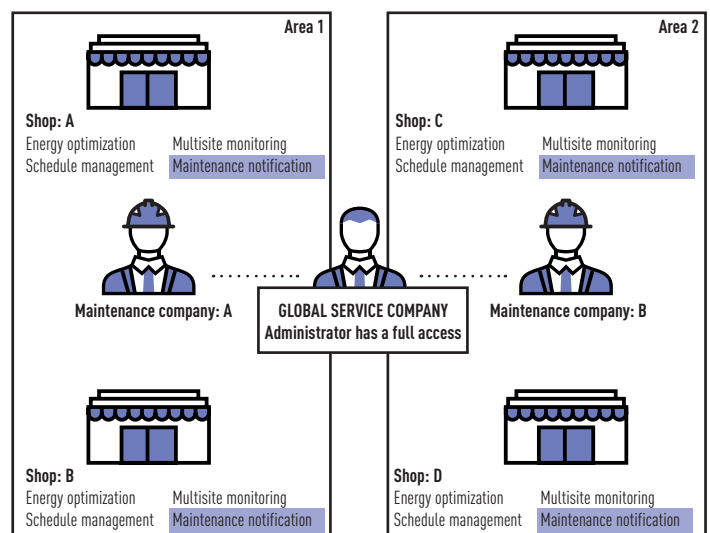 Area 1
Shop: A
Energy optimization Multisite monitoring
Schedule management Maintenance notification
Area 2
Shop: C
Energy optimization Multisite monitoring
Schedule management Maintenance notification
Maintenance company: A
GLOBAL SERVICE COMPANY
Administrator has a full access
Maintenance company: B
Shop: B
Energy optimization Multisite monitoring
Schedule management Maintenance notification
Shop: D
Energy optimization Multisite monitoring
Schedule management Maintenance notification